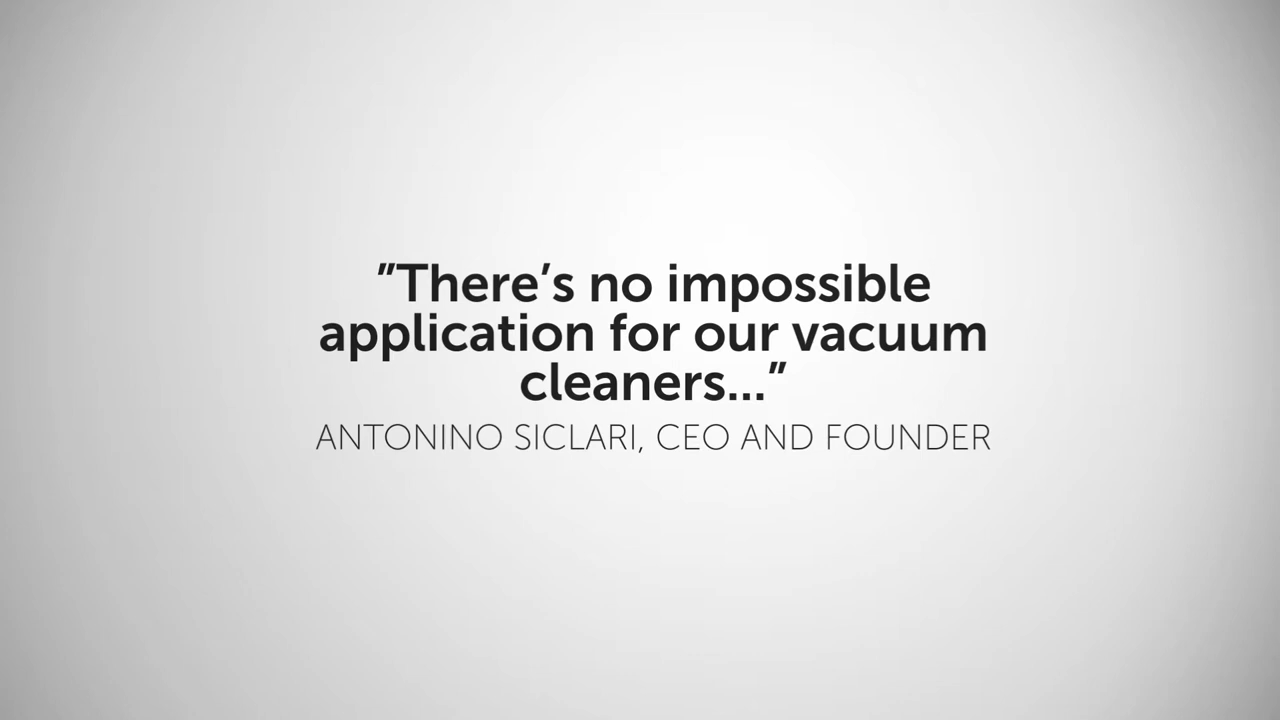 ”There’s no impossible
application for our vacuum
cleaners...”
ANTONINO SICLARI, CEO AND FOUNDER